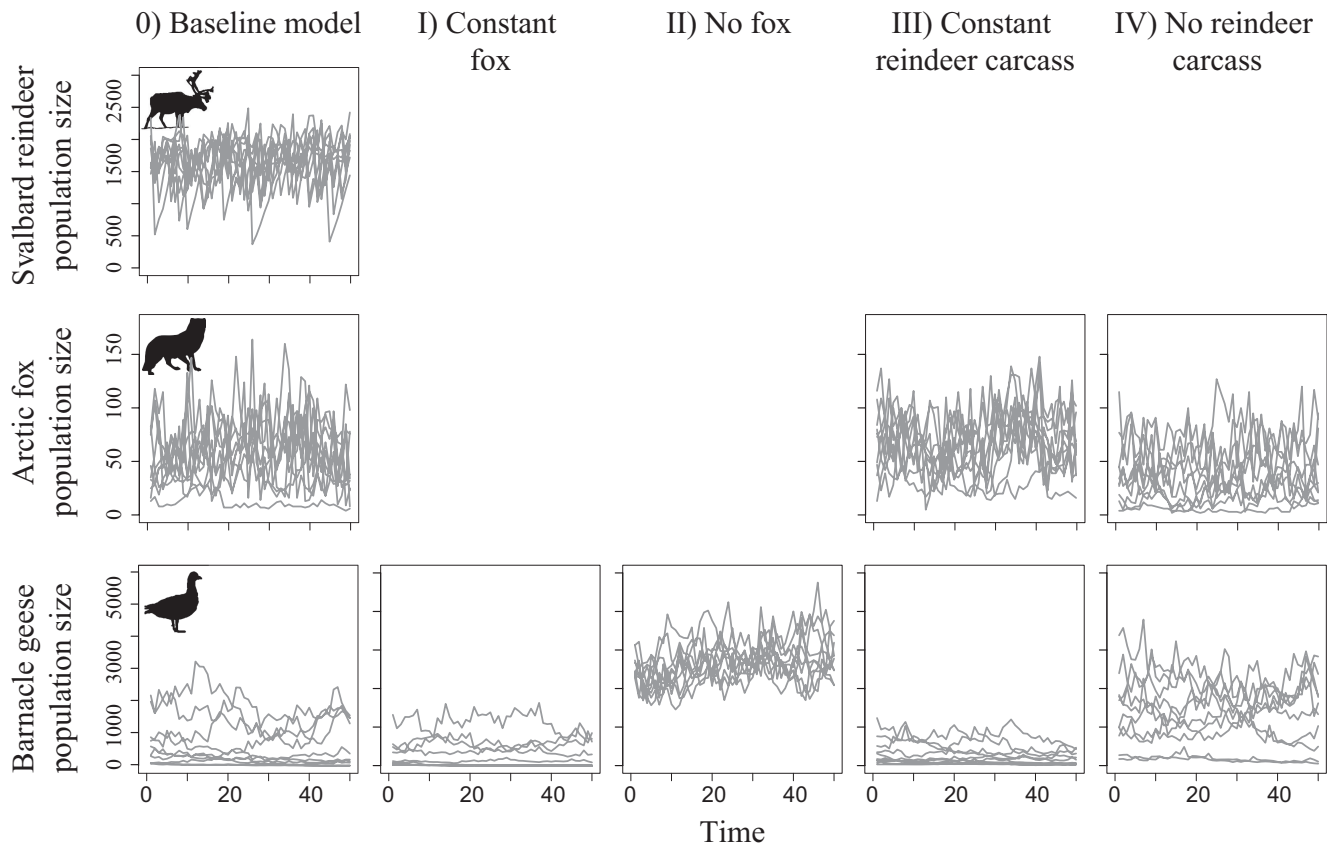 0) Baseline model
I) Constant
fox
II) No fox
III) Constant
reindeer carcass
IV) No reindeer
carcass
Svalbard reindeer
population size
0
500
1500
2500
Arctic fox
population size
0
50
100
150
Barnacle geese
population size
0
1000
3000
5000
0 20 40
0 20 40
0 20 40
0 20 40
0 20 40
Time